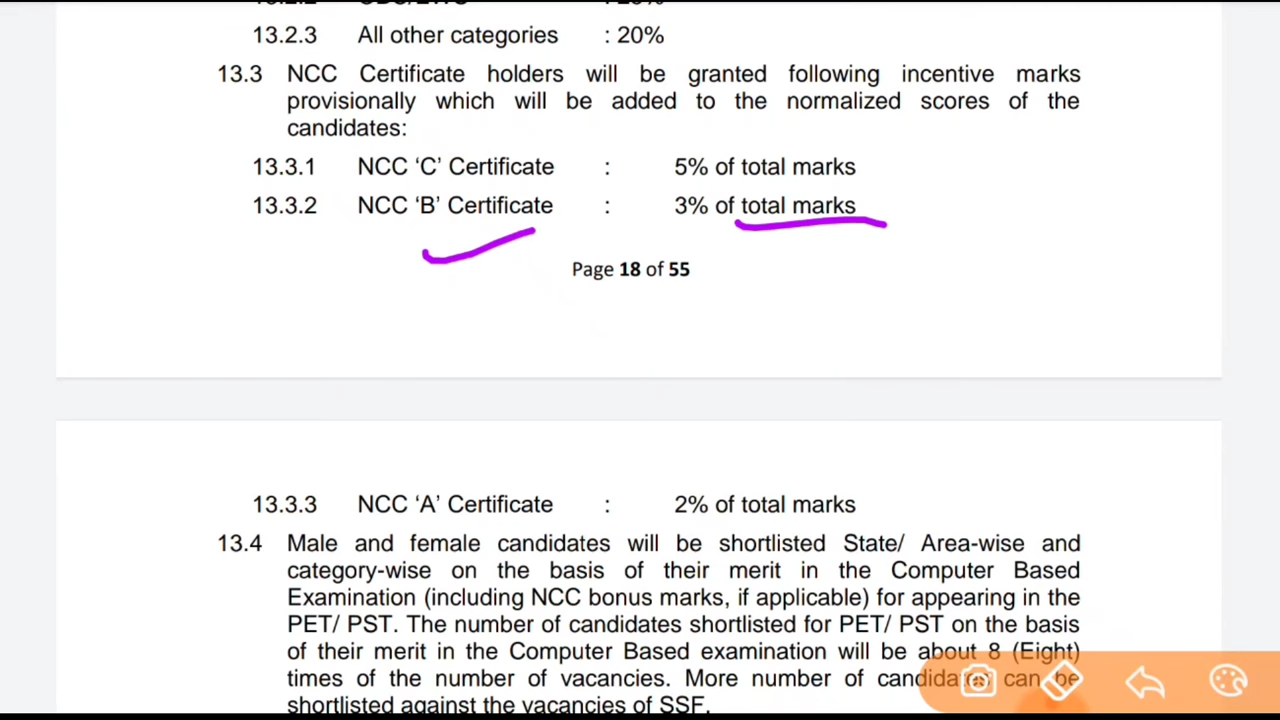 13.2.3 All other categories : 20%
13.3 NCC Certificate holders will be granted following incentive marks
provisionally which will be added to the normalized scores of the
candidates:
13.3.1 NCC ‘C’ Certificate : 5% of total marks
13.3.2 NCC ‘B’ Certificate : 3% of total marks
Page 18 of 55
13.3.3 NCC ‘A’ Certificate : 2% of total marks
13.4 Male and female candidates will be shortlisted State/ Area-wise and
category-wise on the basis of their merit in the Computer Based
Examination (including NCC bonus marks, if applicable) for appearing in the
PET/ PST. The number of candidates shortlisted for PET/ PST on the basis
of their merit in the Computer Based examination will be about 8 (Eight)
times of the number of vacancies. More number of candidates can be
shortlisted against the vacancies of SSF.